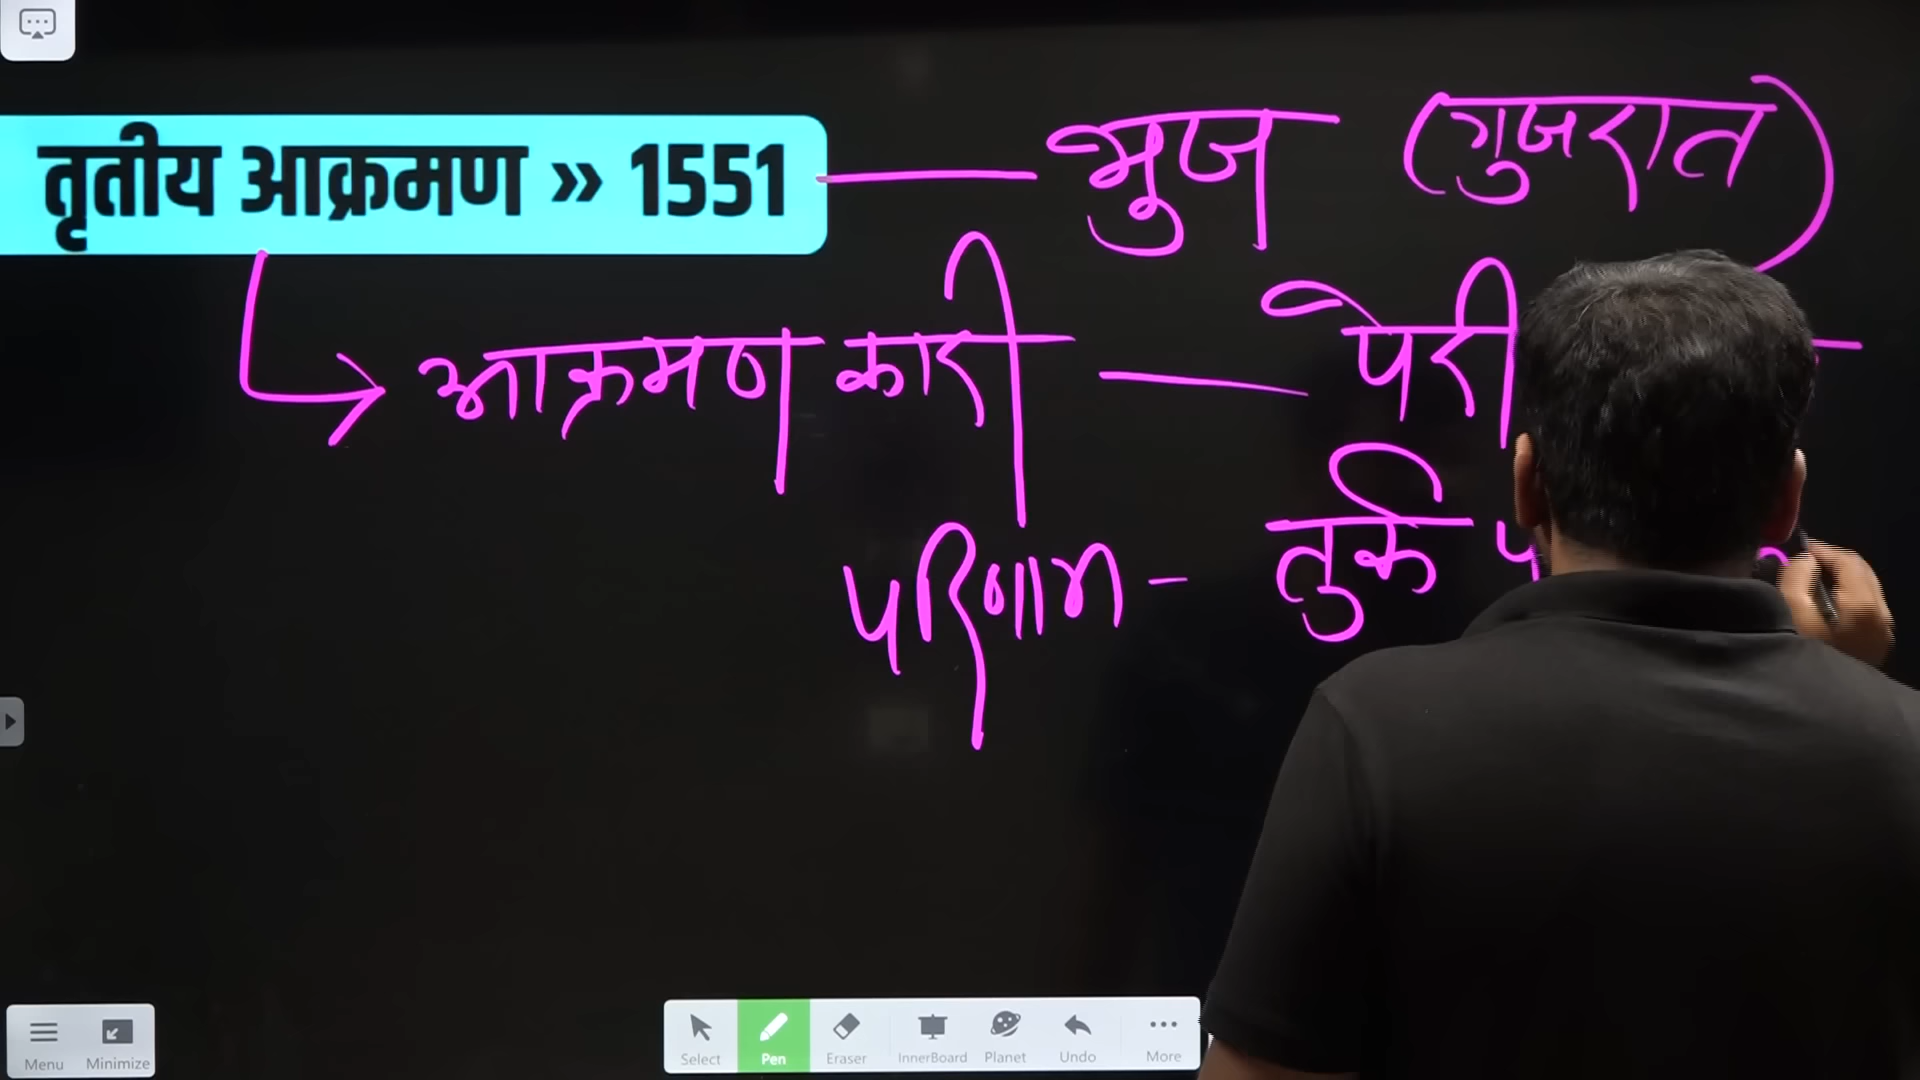 तृतीय आक्रमण » 1551 — भुज (गुजरात)
आक्रमणकारी —
परिणाम - तुर्क
Menu
Minimize
Select
Pen
Eraser
InnerBoard
Planet
Undo
More